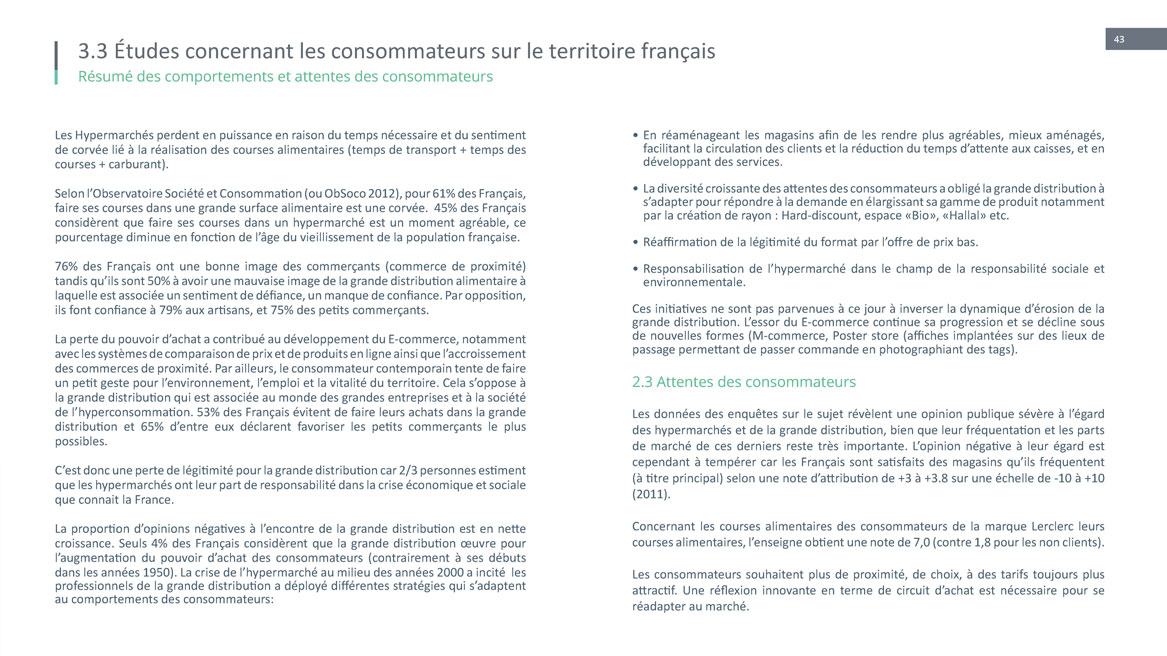 43
3.3 Études concernant les consommateurs sur le territoire français
Résumé des comportements et attentes des consommateurs
Les Hypermarchés perdent en puissance en raison du temps nécessaire et du sentiment
de corvée lié à la réalisation des courses alimentaires (temps de transport + temps des
courses + carburant).
Selon l'Observatoire Société et Consommation (ou ObSoco 2012), pour 61% des Français,
faire ses courses dans une grande surface alimentaire est une corvée. 45% des Français
considèrent que faire ses courses dans un hypermarché est un moment agréable, ce
pourcentage diminue en fonction de l'âge du vieillissement de la population française.
76% des Français ont une bonne image des commerçants (commerce de proximité)
tandis qu'ils sont 50% à avoir une mauvaise image de la grande distribution alimentaire à
laquelle est associée un sentiment de défiance, un manque de confiance. Par opposition,
ils font confiance à 79% aux artisans, et 75% des petits commerçants.
La perte du pouvoir d'achat a contribué au développement du E-commerce, notamment
avec les systèmes de comparaison de prix et de produits en ligne ainsi que l'accroissement
des commerces de proximité. Par ailleurs, le consommateur contemporain tente de faire
un petit geste pour l'environnement, l'emploi et la vitalité du territoire. Cela s'oppose à
la grande distribution qui est associée au monde des grandes entreprises et à la société
de l'hyperconsommation. 53% des Français évitent de faire leurs achats dans la grande
distribution et 65% d'entre eux déclarent favoriser les petits commerçants le plus
possibles.
C'est donc une perte de légitimité pour la grande distribution car 2/3 personnes estiment
que les hypermarchés ont leur part de responsabilité dans la crise économique et sociale
que connait la France.
La proportion d'opinions négatives à l'encontre de la grande distribution est en nette
croissance. Seuls 4% des Français considèrent que la grande distribution œuvre pour
l'augmentation du pouvoir d'achat des consommateurs (contrairement à ses débuts
dans les années 1950). La crise de l'hypermarché au milieu des années 2000 a incité les
professionnels de la grande distribution a déployé différentes stratégies qui s'adaptent
au comportements des consommateurs:
• En réaménageant les magasins afin de les rendre plus agréables, mieux aménagés,
facilitant la circulation des clients et la réduction du temps d'attente aux caisses, et en
développant des services.
• La diversité croissante des attentes des consommateurs a obligé la grande distribution à
s'adapter pour répondre à la demande en élargissant sa gamme de produit notamment
par la création de rayon : Hard-discount, espace «Bio», «Hallal» etc.
• Réaffirmation de la légitimité du format par l'offre de prix bas.
• Responsabilisation de l'hypermarché dans le champ de la responsabilité sociale et
environnementale.
Ces initiatives ne sont pas parvenues à ce jour à inverser la dynamique d'érosion de la
grande distribution. L'essor du E-commerce continue sa progression et se décline sous
de nouvelles formes (M-commerce, Poster store (affiches implantées sur des lieux de
passage permettant de passer commande en photographiant des tags).
2.3 Attentes des consommateurs
Les données des enquêtes sur le sujet révèlent une opinion publique sévère à l'égard
des hypermarchés et de la grande distribution, bien que leur fréquentation et les parts
de marché de ces derniers reste très importante. L'opinion négative à leur égard est
cependant à tempérer car les Français sont satisfaits des magasins qu'ils fréquentent
(à titre principal) selon une note d'attribution de +3 à +3.8 sur une échelle de -10 à +10
(2011).
Concernant les courses alimentaires des consommateurs de la marque Lerclerc leurs
courses alimentaires, l'enseigne obtient une note de 7,0 (contre 1,8 pour les non clients).
Les consommateurs souhaitent plus de proximité, de choix, à des tarifs toujours plus
attractif. Une réflexion innovante en terme de circuit d'achat est nécessaire pour se
réadapter au marché.